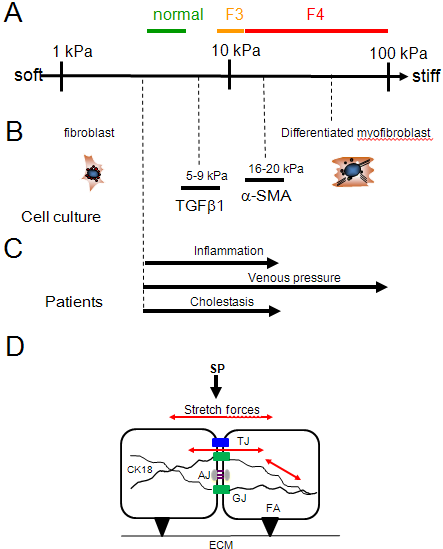 A
normal F3 F4
1 kPa 10 kPa 100 kPa
soft stiff
B
fibroblast Differentiated myofibroblast
5-9 kPa 16-20 kPa
TGFβ1 α-SMA
Cell culture
C
Inflammation
Venous pressure
Patients Cholestasis
D
SP
Stretch forces
TJ
CK18 AJ
GJ
FA
ECM